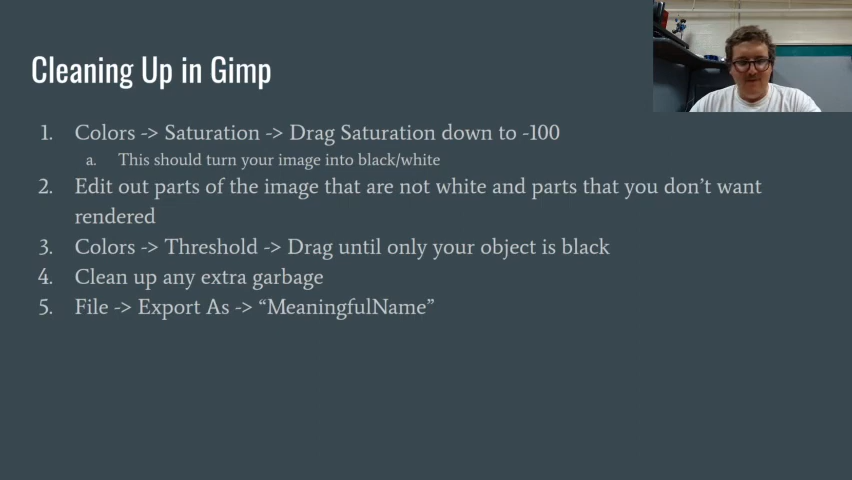 Cleaning Up in Gimp
1. Colors -> Saturation -> Drag Saturation down to -100
a. This should turn your image into black/white
2. Edit out parts of the image that are not white and parts that you don’t want
rendered
3. Colors -> Threshold -> Drag until only your object is black
4. Clean up any extra garbage
5. File -> Export As -> “MeaningfulName”